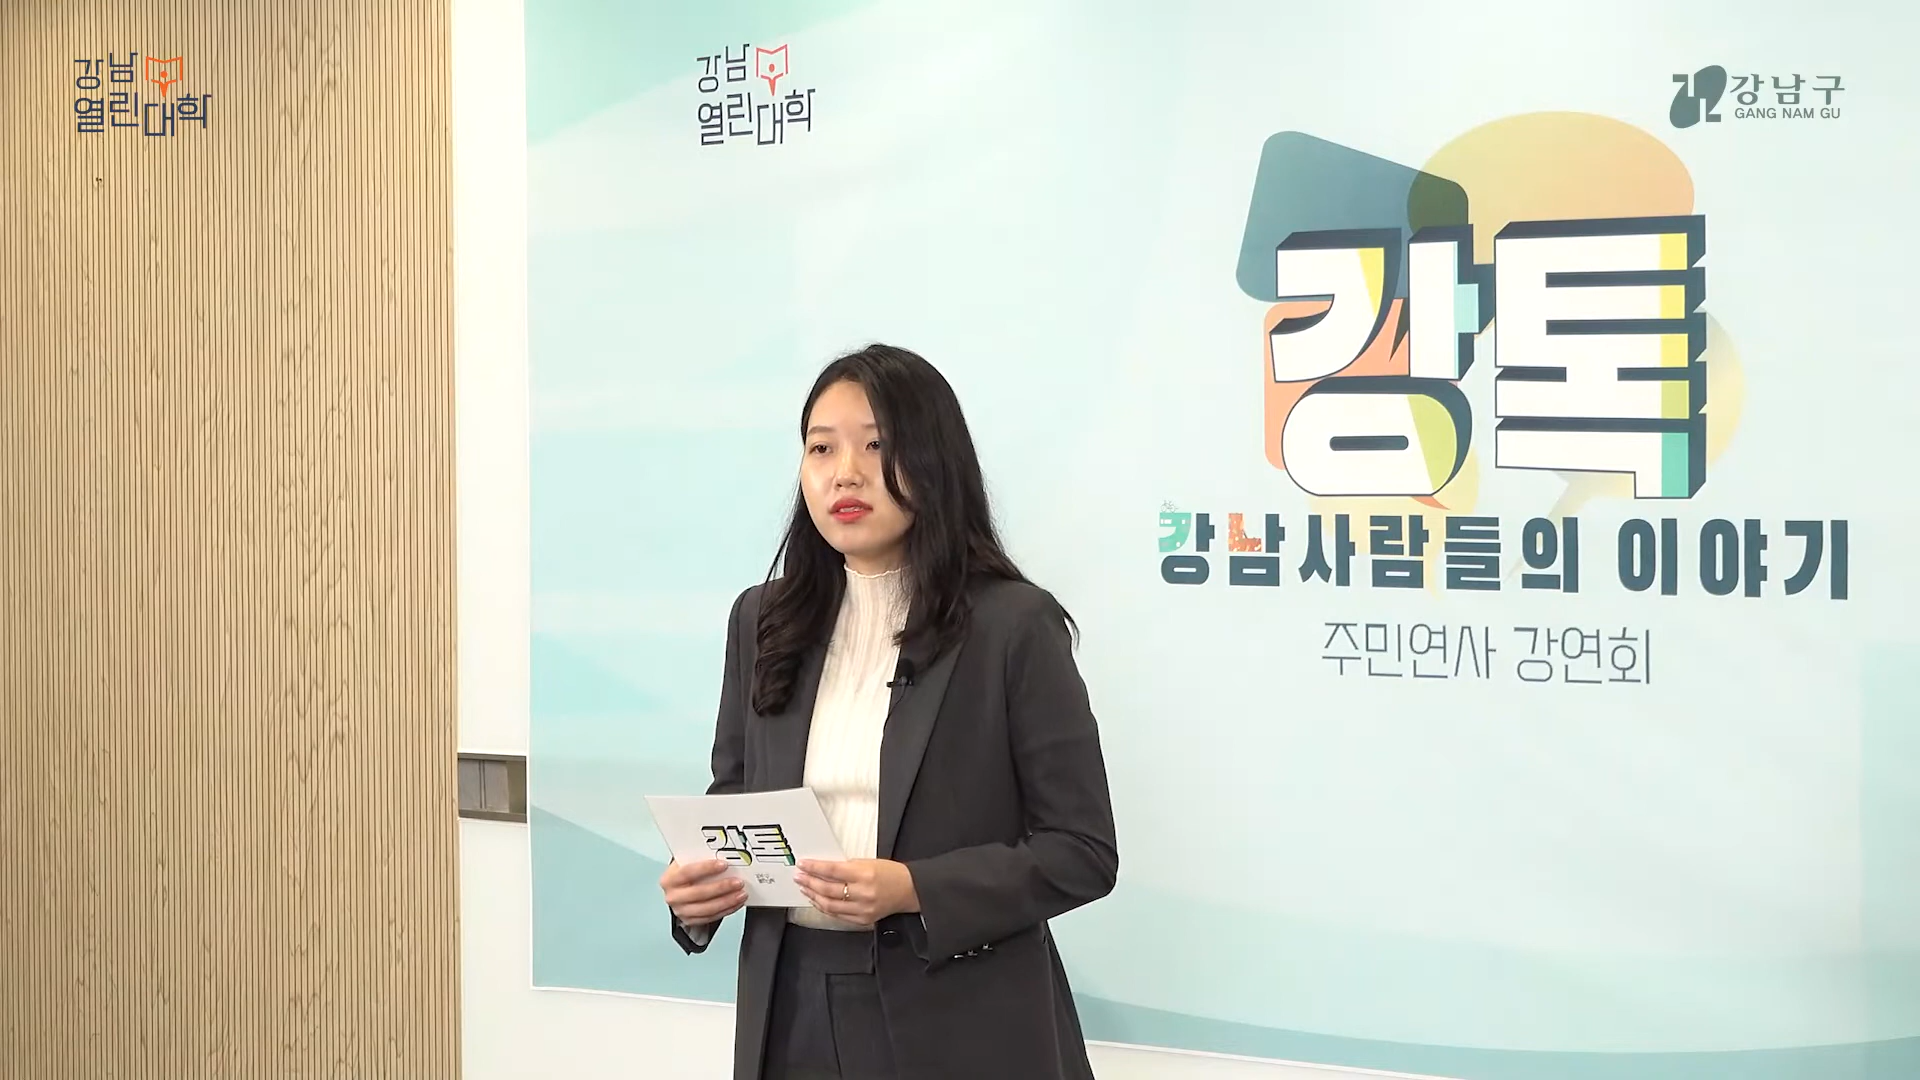 강남
열린대학
강남
열린대학
강남구
GANG NAM GU
강톡
강남사람들의 이야기
주민연사 강연회
강톡